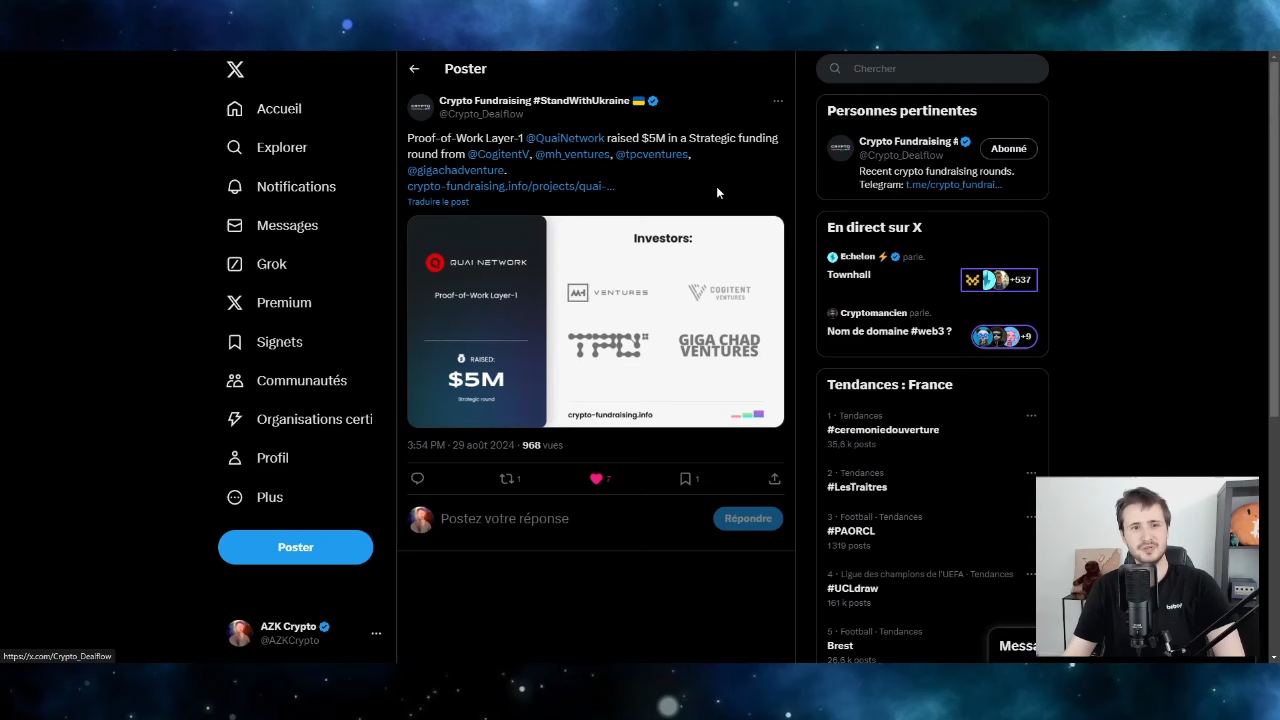 Accueil
Explorer
Notifications
Messages
Grok
Premium
Signets
Communautés
Organisations certi
Profil
Plus
Poster
AZK Crypto
@AZKCrypto
https://x.com/Crypto_Dealflow
Poster
Crypto Fundraising #StandWithUkraine
@Crypto_Dealflow
Proof-of-Work Layer-1 @QuaiNetwork raised $5M in a Strategic funding
round from @CogitentV, @mh_ventures, @tpcventures,
@gigachadventure.
crypto-fundraising.info/projects/quai-...
Traduire le post
QUAI NETWORK
Proof-of-Work Layer-1
RAISED:
$5M
Strategic round
Investors:
MH VENTURES
COGITENT
VENTURES
GIGA CHAD
VENTURES
crypto-fundraising.info
3:54 PM · 29 août 2024 · 968 vues
1
7
1
Postez votre réponse
Répondre
Chercher
Personnes pertinentes
Crypto Fundraising #
@Crypto_Dealflow
Abonné
Recent crypto fundraising rounds.
Telegram: t.me/crypto_fundrai...
En direct sur X
Echelon parle.
Townhall
+537
Cryptomancien parle.
Nom de domaine #web3 ?
+9
Tendances : France
1 · Tendances
#ceremoniedouverture
35,6 k posts
2 · Tendances
#LesTraitres
3 · Football · Tendances
#PAORCL
1 319 posts
4 · Ligue des champions de l'UEFA · Tendances
#UCLdraw
161 k posts
5 · Football · Tendances
Brest
26,6 k posts
Messa